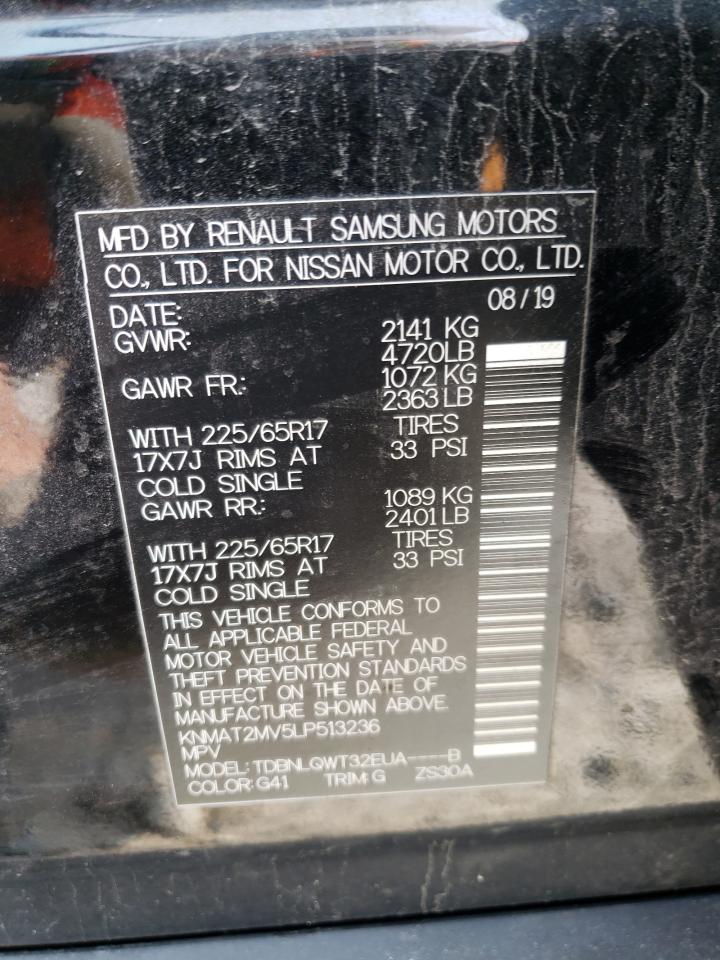 MFD BY RENAULT SAMSUNG MOTORS
CO., LTD. FOR NISSAN MOTOR CO., LTD.
DATE: 08/19
GVWR: 2141 KG
4720LB
GAWR FR: 1072 KG
2363 LB
WITH 225/65R17 TIRES
17X7J RIMS AT 33 PSI
COLD SINGLE
GAWR RR: 1089 KG
2401 LB
WITH 225/65R17 TIRES
17X7J RIMS AT 33 PSI
COLD SINGLE
THIS VEHICLE CONFORMS TO
ALL APPLICABLE FEDERAL
MOTOR VEHICLE SAFETY AND
THEFT PREVENTION STANDARDS
IN EFFECT ON THE DATE OF
MANUFACTURE SHOWN ABOVE.
KNMAT2MV5LP513236
MPV
MODEL: TDBNLQWT32EUA----B
COLOR: G41 TRIM: G ZS30A